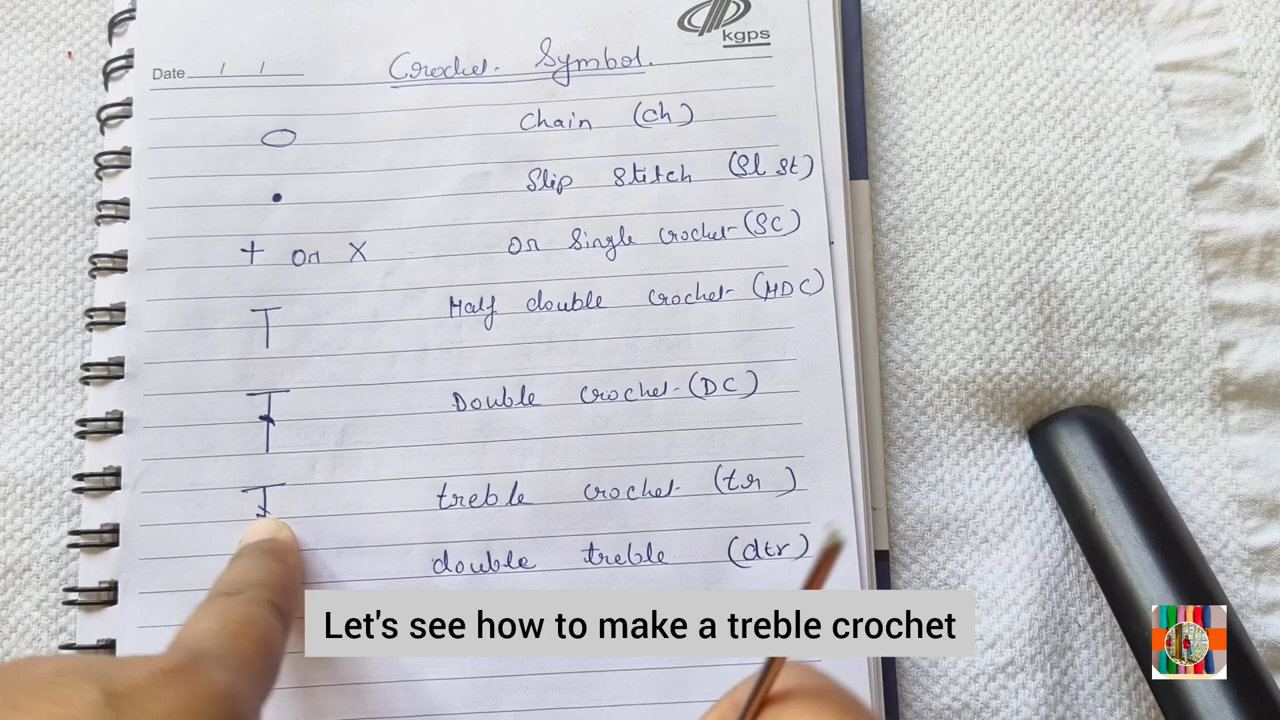 kgps
Date / /
Crochet Symbol.
Chain (ch)
Slip stitch (Sl St)
+ or X or Single crochet (SC)
T Half double crochet (HDC)
Double crochet (DC)
treble crochet (tr)
double treble (dtr)
Let's see how to make a treble crochet